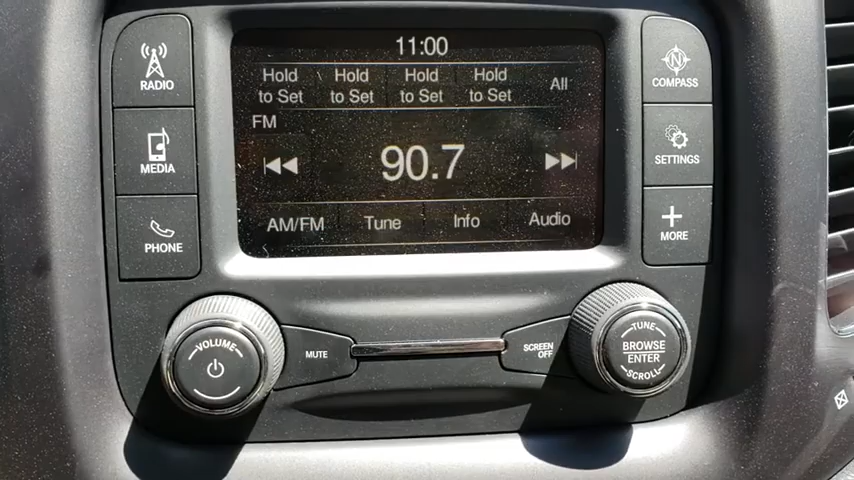 11:00
Hold to Set
Hold to Set
Hold to Set
Hold to Set
All
FM
90.7
AM/FM Tune Info Audio
RADIO
MEDIA
PHONE
N
COMPASS
SETTINGS
MORE
VOLUME
MUTE
SCREEN OFF
TUNE
BROWSE
ENTER
SCROLL